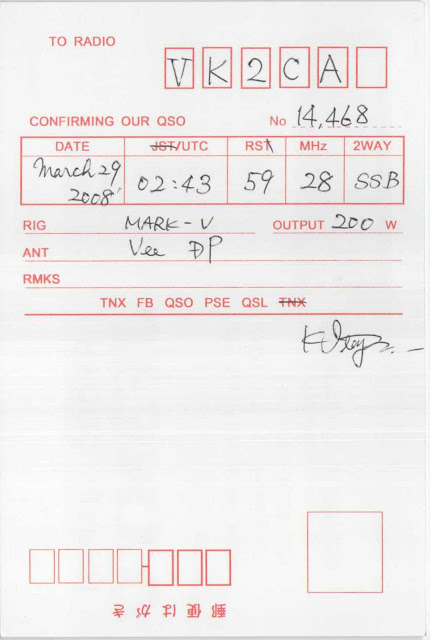 TO RADIO
VK2CA
CONFIRMING OUR QSO No 14,468
DATE JST/UTC RST MHz 2WAY
March 29 2008' 02:43 59 28 SSB
RIG MARK-V OUTPUT 200 W
ANT Vee DP
RMKS
TNX FB QSO PSE QSL TNX
郵便はがき